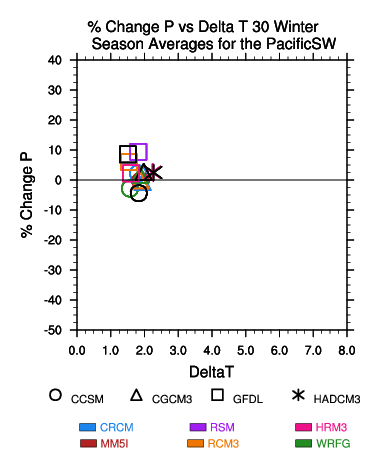 % Change P vs Delta T 30 Winter
Season Averages for the PacificSW
40
30
20
10
0
-10
-20
-30
-40
-50
% Change P
0.0 1.0 2.0 3.0 4.0 5.0 6.0 7.0 8.0
DeltaT
CCSM CGCM3 GFDL HADCM3
CRCM RSM HRM3
MM5I RCM3 WRFG